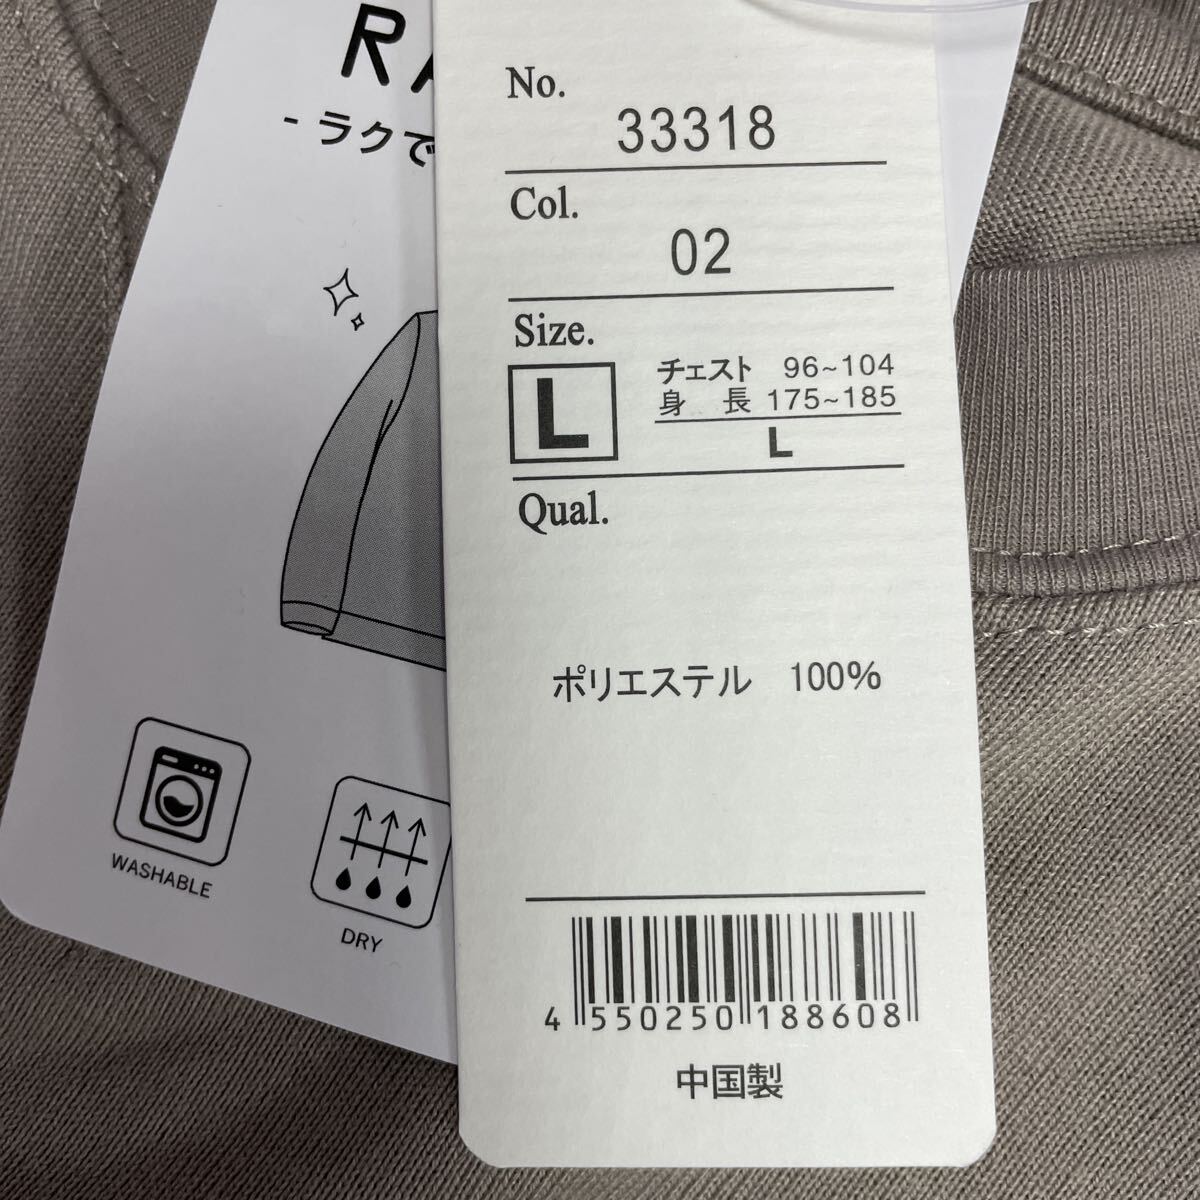 No.
33318
Col.
02
Size.
L
チェスト 96~104
身 長 175~185
L
Qual.
ポリエステル 100%
4 550250 188608
中国製
- ラクで
WASHABLE
DRY